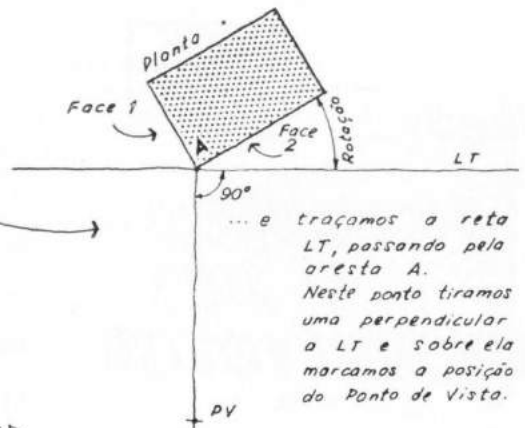 Planta
Face 1
A
Face
2
Rotação
LT
90°
...e traçamos a reta
LT, passando pela
aresta A.
Neste ponto tiramos
uma perpendicular
a LT e sobre ela
marcamos a posição
do Ponto de Vista.
PV